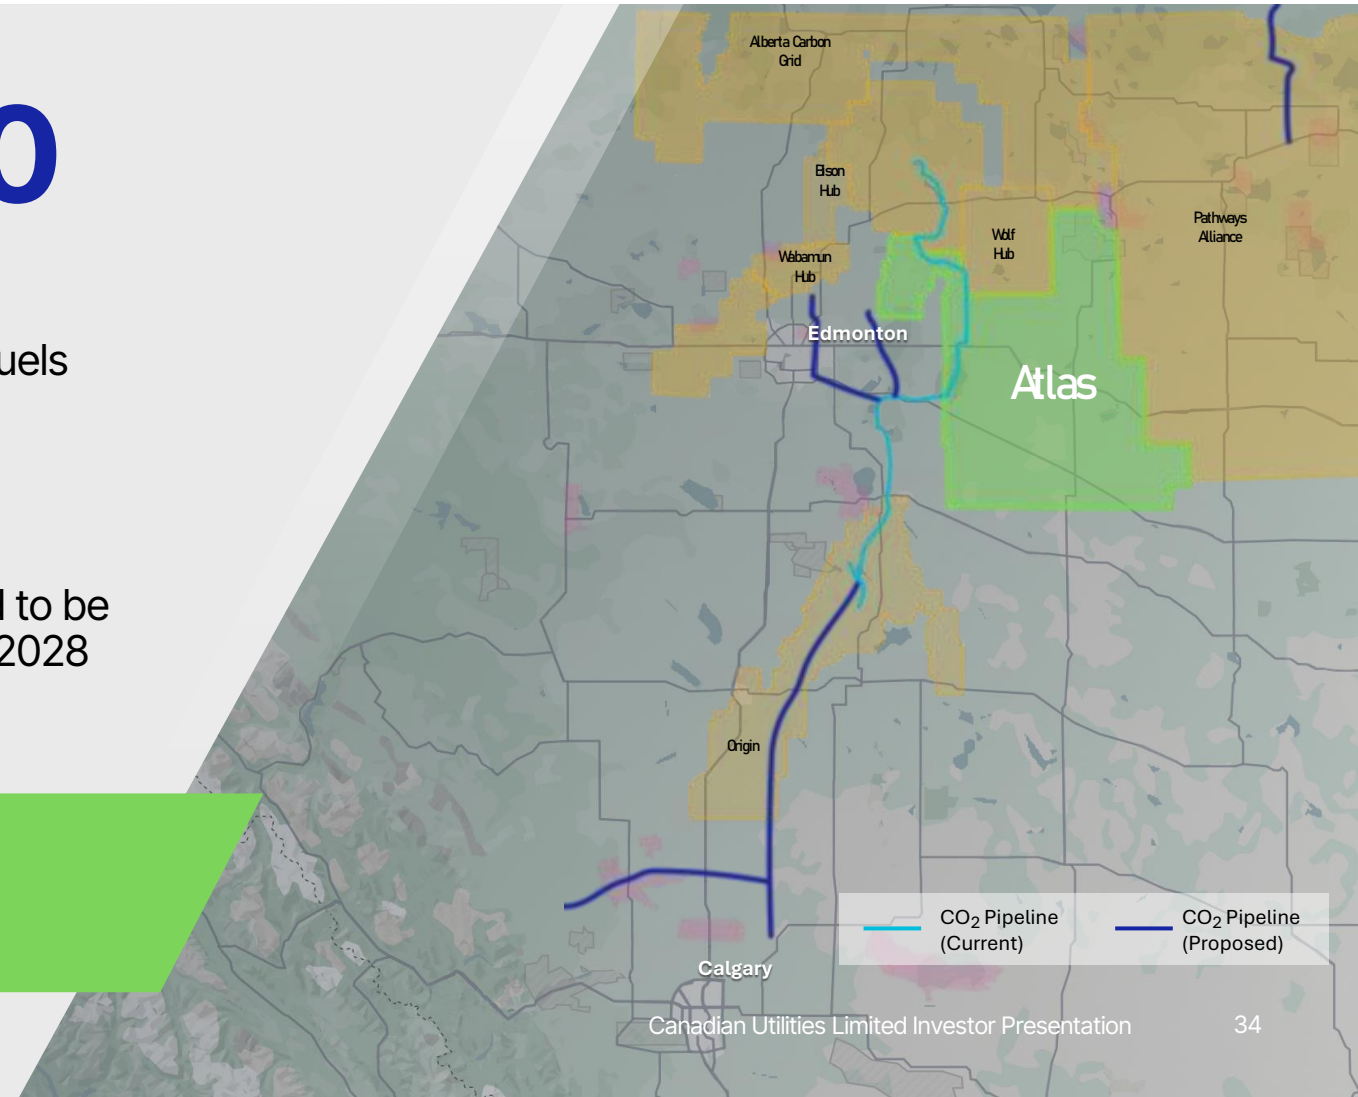 0
uels
to be
2028
Alberta Carbon
Grid
Elson
Hub
Wabamun
Hub
Wolf
Hub
Pathways
Alliance
Edmonton
Atlas
Origin
Calgary
CO₂ Pipeline
(Current)
CO₂ Pipeline
(Proposed)
Canadian Utilities Limited Investor Presentation
34